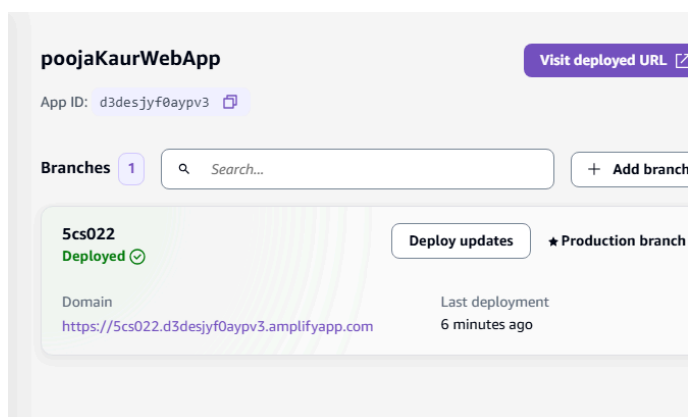 poojaKaurWebApp
Visit deployed URL
App ID: d3desjyf0aypv3
Branches 1 Search... + Add branch
5cs022
Deployed
Deploy updates ★ Production branch
Domain
https://5cs022.d3desjyf0aypv3.amplifyapp.com
Last deployment
6 minutes ago